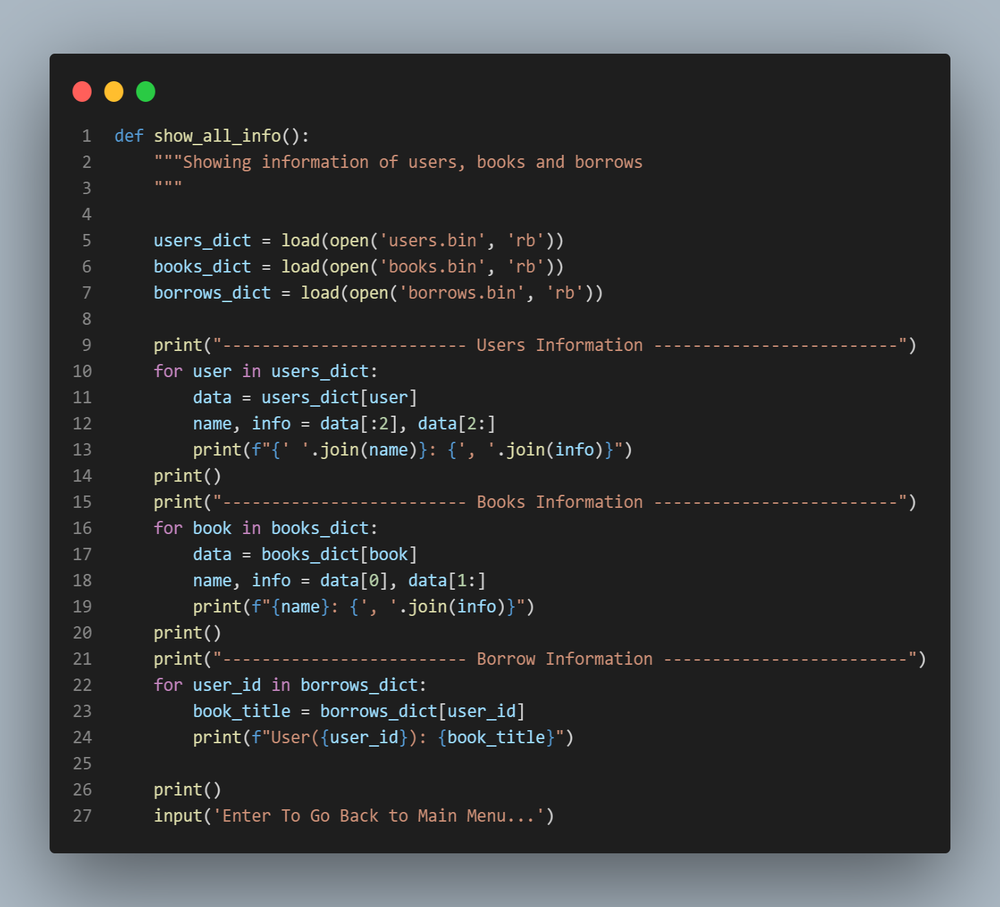 1 def show_all_info():
2     """Showing information of users, books and borrows
3     """
4
5     users_dict = load(open('users.bin', 'rb'))
6     books_dict = load(open('books.bin', 'rb'))
7     borrows_dict = load(open('borrows.bin', 'rb'))
8
9     print("------------------------- Users Information -------------------------")
10     for user in users_dict:
11         data = users_dict[user]
12         name, info = data[:2], data[2:]
13         print(f"{' '.join(name)}: {', '.join(info)}")
14     print()
15     print("------------------------- Books Information -------------------------")
16     for book in books_dict:
17         data = books_dict[book]
18         name, info = data[0], data[1:]
19         print(f"{name}: {', '.join(info)}")
20     print()
21     print("------------------------- Borrow Information -------------------------")
22     for user_id in borrows_dict:
23         book_title = borrows_dict[user_id]
24         print(f"User({user_id}): {book_title}")
25
26     print()
27     input('Enter To Go Back to Main Menu...')